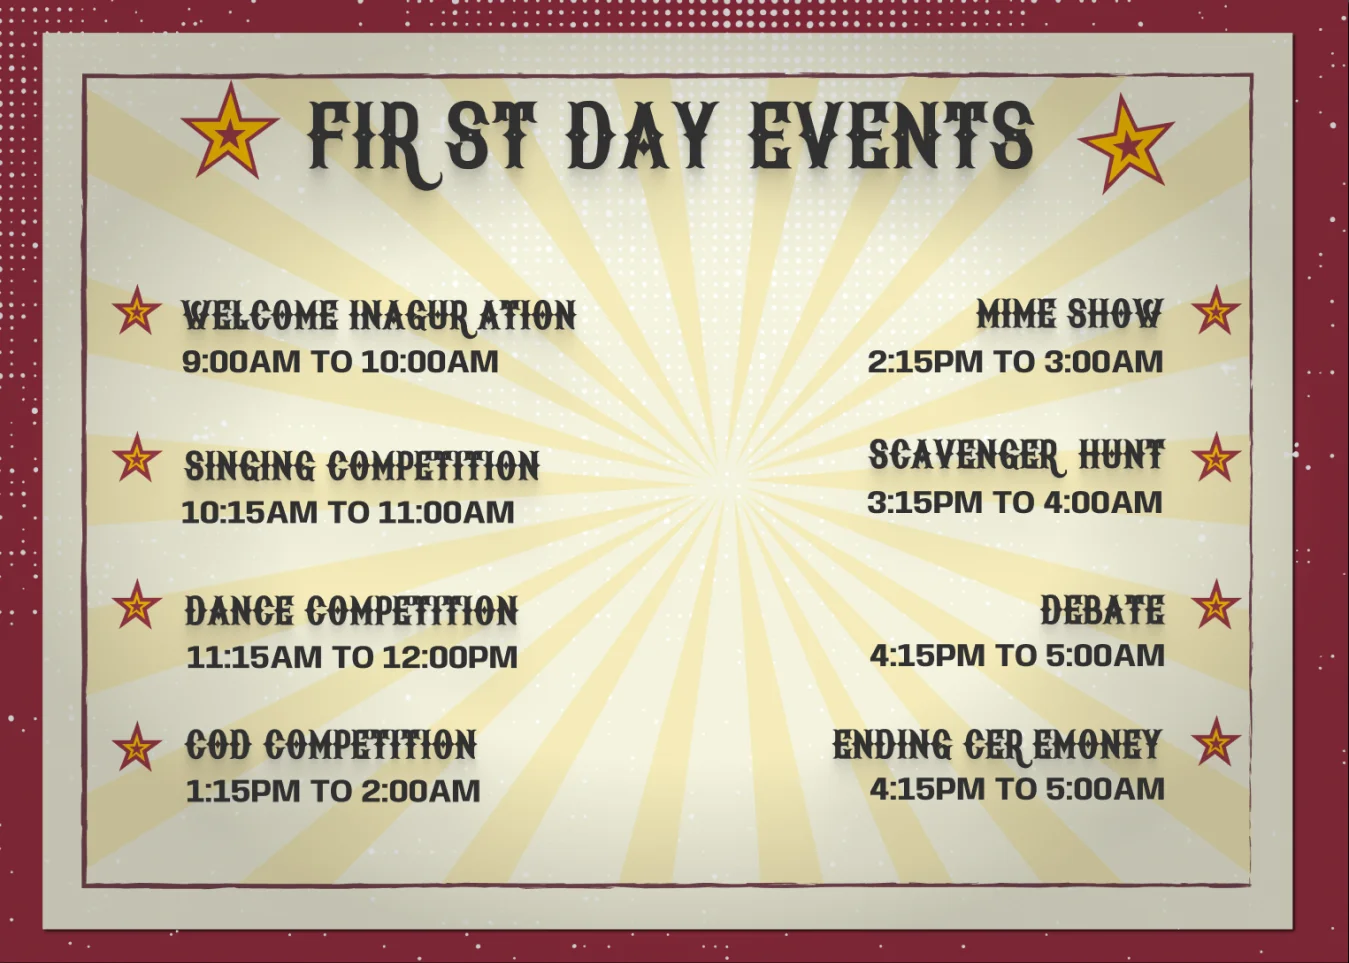 FIRST DAY EVENTS
WELCOME INAGURATION
9:00AM TO 10:00AM
SINGING COMPETITION
10:15AM TO 11:00AM
DANCE COMPETITION
11:15AM TO 12:00PM
COD COMPETITION
1:15PM TO 2:00AM
MIME SHOW
2:15PM TO 3:00AM
SCAVENGER HUNT
3:15PM TO 4:00AM
DEBATE
4:15PM TO 5:00AM
ENDING CEREMONEY
4:15PM TO 5:00AM